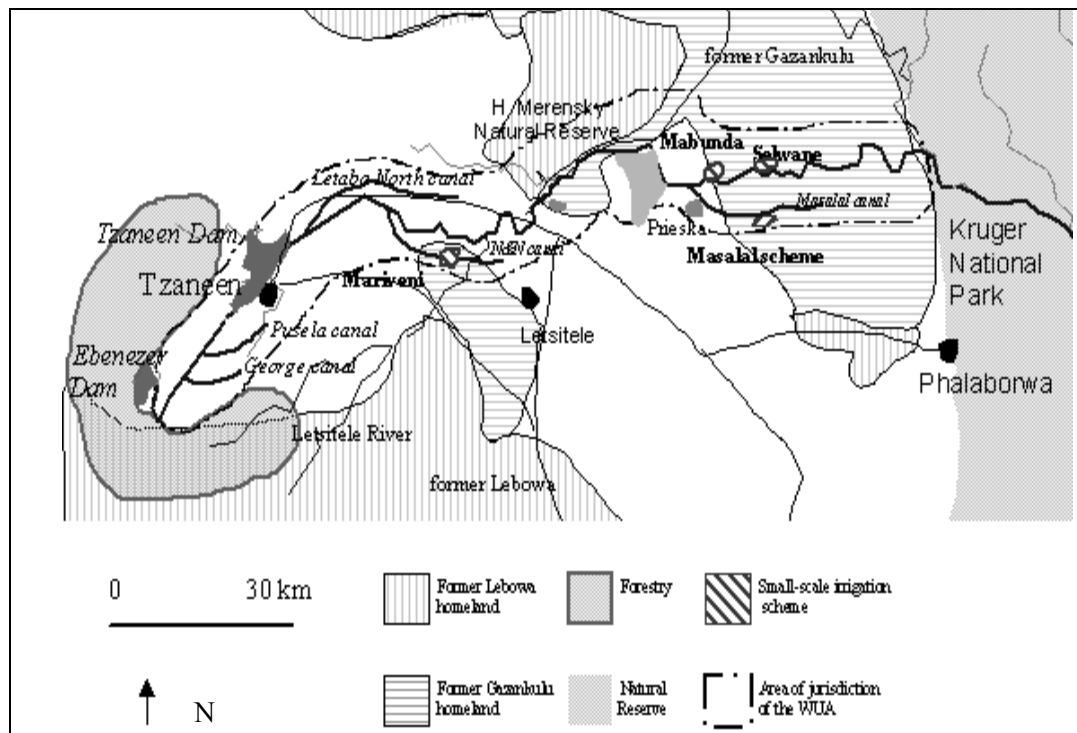 former Gazankulu
H. Merensky
Natural Reserve
Mabunda
Selwane
Letaba North canal
Masalal canal
Tzaneen Dam
N&N canal
Prieska
Kruger
National
Park
Masalal scheme
Tzaneen
Mariveni
Pusela canal
Letsitele
Ebenezer
Dam
George canal
Phalaborwa
Letsitele River
former Lebowa
0 30 km
Former Lebowa
homeland
Forestry
Small-scale irrigation
scheme
N
Former Gazankulu
homeland
Natural
Reserve
Area of jurisdiction
of the WUA